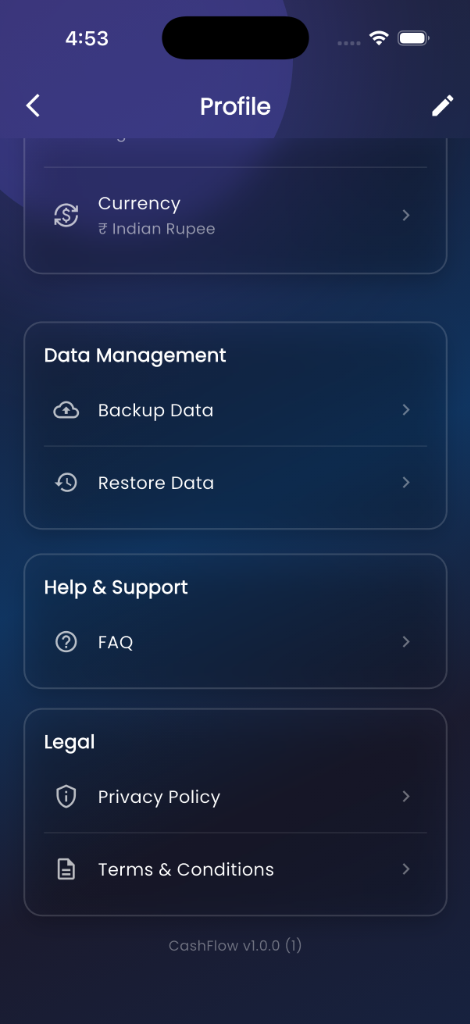 4:53
Profile
Currency
₹ Indian Rupee
Data Management
Backup Data
Restore Data
Help & Support
FAQ
Legal
Privacy Policy
Terms & Conditions
CashFlow v1.0.0 (1)